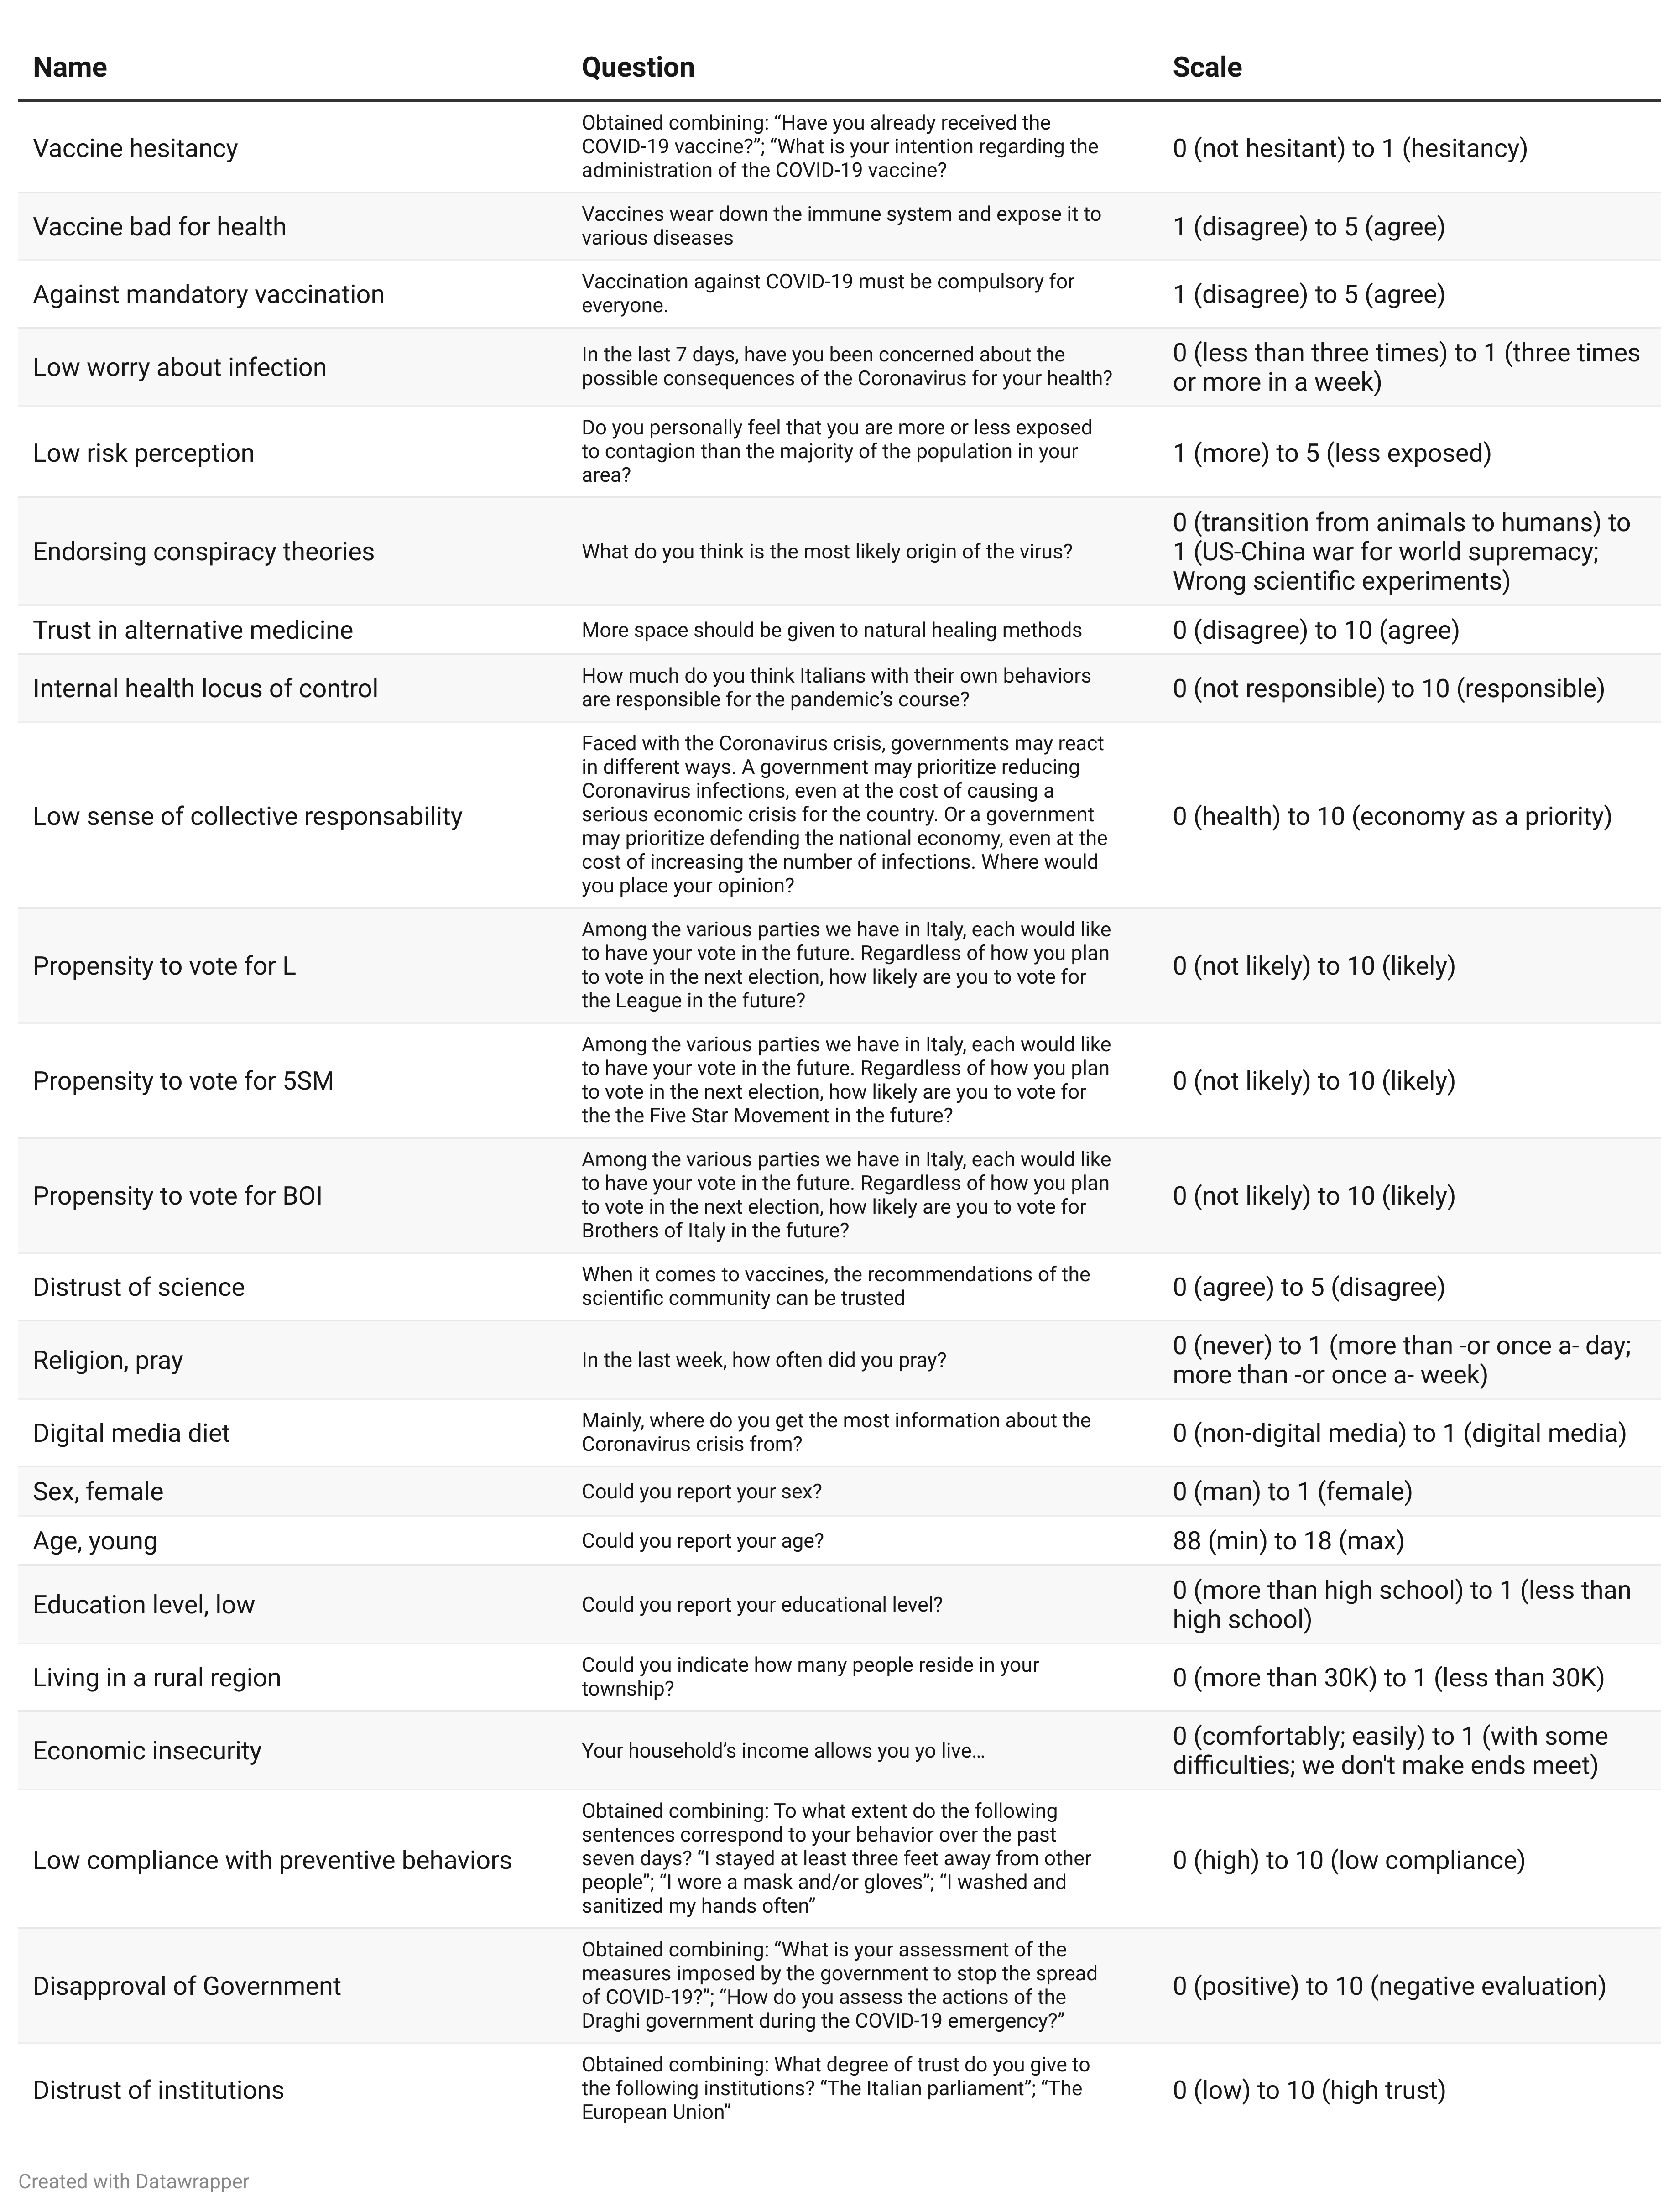 Name Question Scale
Vaccine hesitancy
Obtained combining: “Have you already received the
COVID-19 vaccine?”; “What is your intention regarding the
administration of the COVID-19 vaccine?
0 (not hesitant) to 1 (hesitancy)
Vaccine bad for health
Vaccines wear down the immune system and expose it to
various diseases
1 (disagree) to 5 (agree)
Against mandatory vaccination
Vaccination against COVID-19 must be compulsory for
everyone.
1 (disagree) to 5 (agree)
Low worry about infection
In the last 7 days, have you been concerned about the
possible consequences of the Coronavirus for your health?
0 (less than three times) to 1 (three times
or more in a week)
Low risk perception
Do you personally feel that you are more or less exposed
to contagion than the majority of the population in your
area?
1 (more) to 5 (less exposed)
Endorsing conspiracy theories
What do you think is the most likely origin of the virus?
0 (transition from animals to humans) to
1 (US-China war for world supremacy;
Wrong scientific experiments)
Trust in alternative medicine
More space should be given to natural healing methods
0 (disagree) to 10 (agree)
Internal health locus of control
How much do you think Italians with their own behaviors
are responsible for the pandemic’s course?
0 (not responsible) to 10 (responsible)
Low sense of collective responsability
Faced with the Coronavirus crisis, governments may react
in different ways. A government may prioritize reducing
Coronavirus infections, even at the cost of causing a
serious economic crisis for the country. Or a government
may prioritize defending the national economy, even at the
cost of increasing the number of infections. Where would
you place your opinion?
0 (health) to 10 (economy as a priority)
Propensity to vote for L
Among the various parties we have in Italy, each would like
to have your vote in the future. Regardless of how you plan
to vote in the next election, how likely are you to vote for
the League in the future?
0 (not likely) to 10 (likely)
Propensity to vote for 5SM
Among the various parties we have in Italy, each would like
to have your vote in the future. Regardless of how you plan
to vote in the next election, how likely are you to vote for
the the Five Star Movement in the future?
0 (not likely) to 10 (likely)
Propensity to vote for BOI
Among the various parties we have in Italy, each would like
to have your vote in the future. Regardless of how you plan
to vote in the next election, how likely are you to vote for
Brothers of Italy in the future?
0 (not likely) to 10 (likely)
Distrust of science
When it comes to vaccines, the recommendations of the
scientific community can be trusted
0 (agree) to 5 (disagree)
Religion, pray
In the last week, how often did you pray?
0 (never) to 1 (more than -or once a- day;
more than -or once a- week)
Digital media diet
Mainly, where do you get the most information about the
Coronavirus crisis from?
0 (non-digital media) to 1 (digital media)
Sex, female
Could you report your sex?
0 (man) to 1 (female)
Age, young
Could you report your age?
88 (min) to 18 (max)
Education level, low
Could you report your educational level?
0 (more than high school) to 1 (less than
high school)
Living in a rural region
Could you indicate how many people reside in your
township?
0 (more than 30K) to 1 (less than 30K)
Economic insecurity
Your household’s income allows you yo live…
0 (comfortably; easily) to 1 (with some
difficulties; we don't make ends meet)
Low compliance with preventive behaviors
Obtained combining: To what extent do the following
sentences correspond to your behavior over the past
seven days? “I stayed at least three feet away from other
people”; “I wore a mask and/or gloves”; “I washed and
sanitized my hands often”
0 (high) to 10 (low compliance)
Disapproval of Government
Obtained combining: “What is your assessment of the
measures imposed by the government to stop the spread
of COVID-19?”; “How do you assess the actions of the
Draghi government during the COVID-19 emergency?”
0 (positive) to 10 (negative evaluation)
Distrust of institutions
Obtained combining: What degree of trust do you give to
the following institutions? “The Italian parliament”; “The
European Union”
0 (low) to 10 (high trust)
Created with Datawrapper